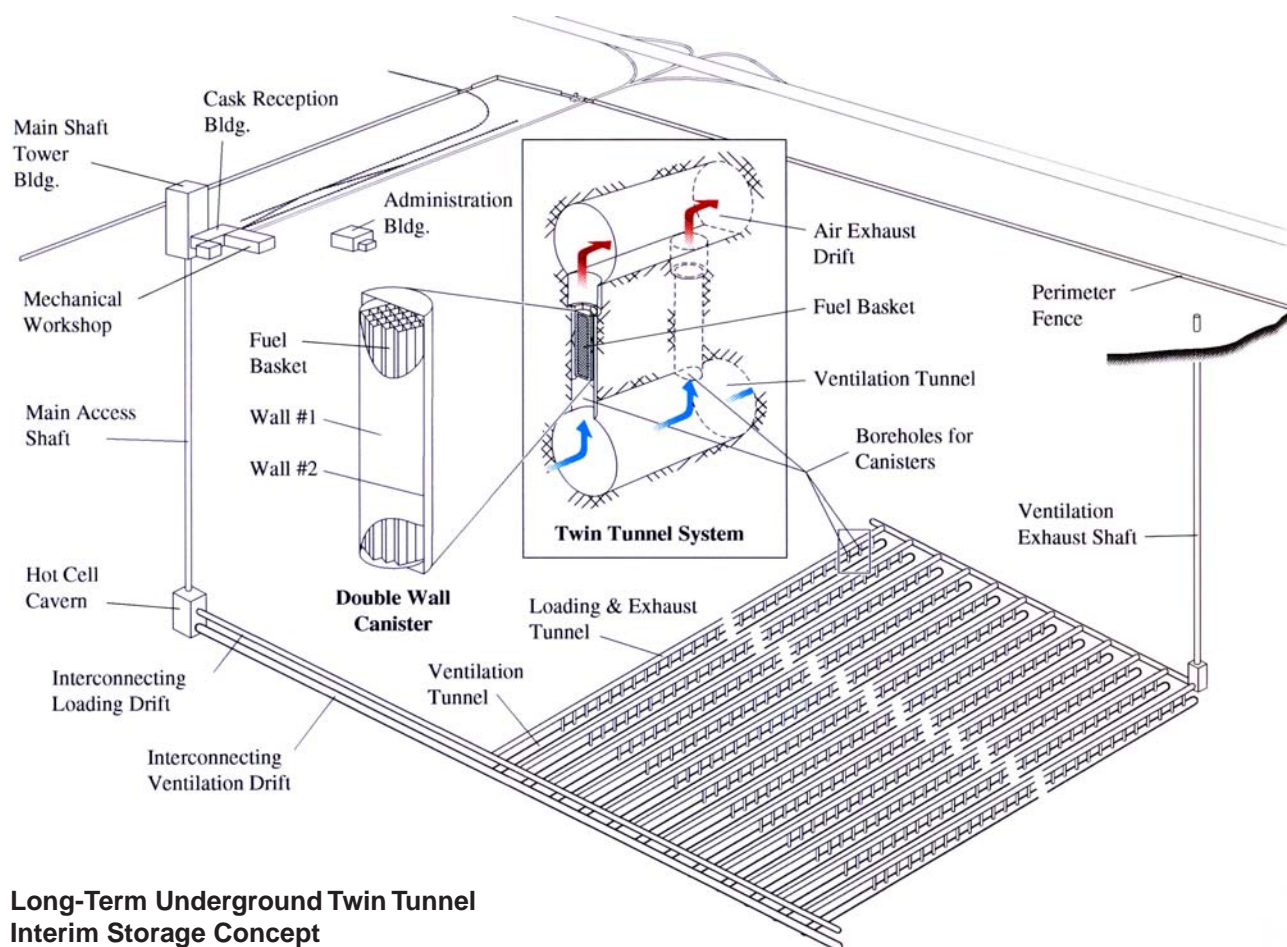 Cask Reception
Bldg.
Main Shaft
Tower
Bldg.
Administration
Bldg.
Air Exhaust
Drift
Mechanical
Workshop
Fuel
Basket
Fuel Basket
Perimeter
Fence
Main Access
Shaft
Wall #1
Wall #2
Ventilation Tunnel
Boreholes for
Canisters
Twin Tunnel System
Ventilation
Exhaust Shaft
Hot Cell
Cavern
Double Wall
Canister
Loading & Exhaust
Tunnel
Ventilation
Tunnel
Interconnecting
Loading Drift
Interconnecting
Ventilation Drift
Long-Term Underground Twin Tunnel
Interim Storage Concept